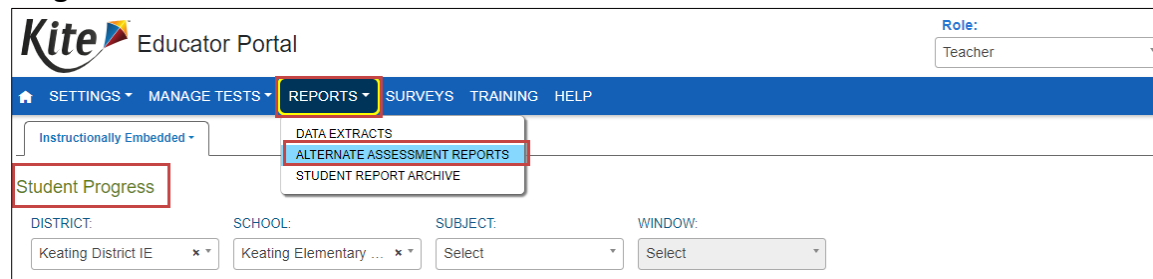 Kite Educator Portal
Role:
Teacher
SETTINGS MANAGE TESTS REPORTS SURVEYS TRAINING HELP
Instructionally Embedded
DATA EXTRACTS
ALTERNATE ASSESSMENT REPORTS
STUDENT REPORT ARCHIVE
Student Progress
DISTRICT: SCHOOL: SUBJECT: WINDOW:
Keating District IE × Keating Elementary ... × Select Select